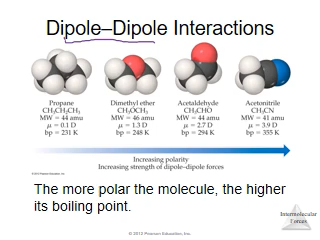 Dipole–Dipole Interactions
Propane
CH₃CH₂CH₃
MW = 44 amu
μ = 0.1 D
bp = 231 K
Dimethyl ether
CH₃OCH₃
MW = 46 amu
μ = 1.3 D
bp = 248 K
Acetaldehyde
CH₃CHO
MW = 44 amu
μ = 2.7 D
bp = 294 K
Acetonitrile
CH₃CN
MW = 41 amu
μ = 3.9 D
bp = 355 K
Increasing polarity
Increasing strength of dipole–dipole forces
The more polar the molecule, the higher
its boiling point.
Intermolecular
Forces
© 2012 Pearson Education, Inc.